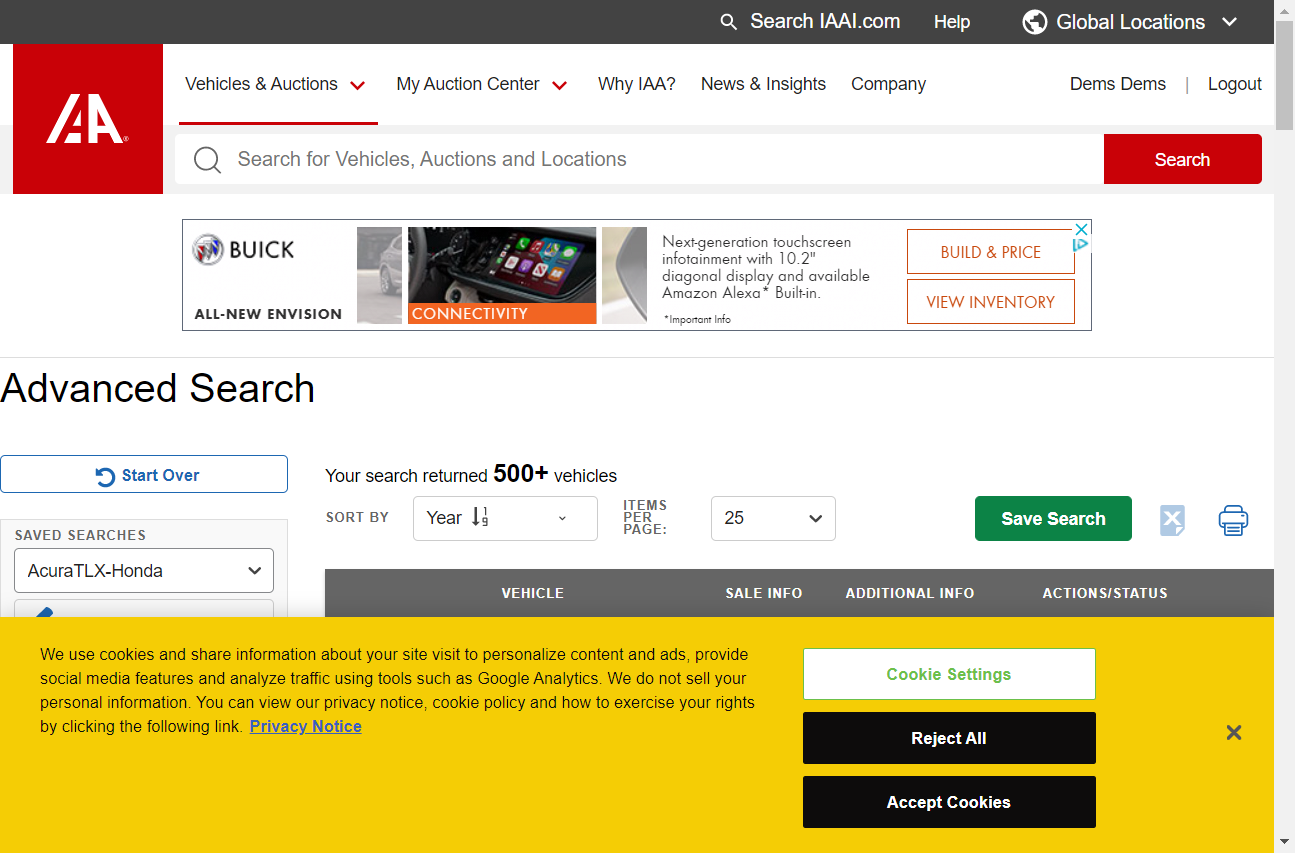 Search IAAI.com Help Global Locations
IAA®
Vehicles & Auctions My Auction Center Why IAA? News & Insights Company Dems Dems | Logout
Search for Vehicles, Auctions and Locations Search
BUICK
ALL-NEW ENVISION
CONNECTIVITY
Next-generation touchscreen
infotainment with 10.2"
diagonal display and available
Amazon Alexa* Built-in.
*Important Info
BUILD & PRICE
VIEW INVENTORY
Advanced Search
Start Over
Your search returned 500+ vehicles
SORT BY Year
ITEMS
PER
PAGE:
25
Save Search
SAVED SEARCHES
AcuraTLX-Honda
VEHICLE SALE INFO ADDITIONAL INFO ACTIONS/STATUS
We use cookies and share information about your site visit to personalize content and ads, provide
social media features and analyze traffic using tools such as Google Analytics. We do not sell your
personal information. You can view our privacy notice, cookie policy and how to exercise your rights
by clicking the following link. Privacy Notice
Cookie Settings
Reject All
Accept Cookies